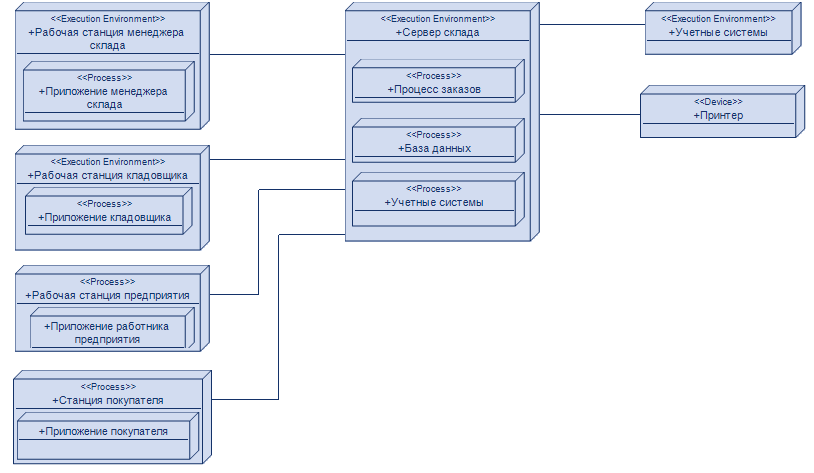 <<Execution Environment>>
+Рабочая станция менеджера
склада
<<Process>>
+Приложение менеджера
склада
<<Execution Environment>>
+Рабочая станция кладовщика
<<Process>>
+Приложение кладовщика
<<Process>>
+Рабочая станция предприятия
+Приложение работника
предприятия
<<Process>>
+Станция покупателя
+Приложение покупателя
<<Execution Environment>>
+Сервер склада
<<Process>>
+Процесс заказов
<<Process>>
+База данных
<<Process>>
+Учетные системы
<<Execution Environment>>
+Учетные системы
<<Device>>
+Принтер